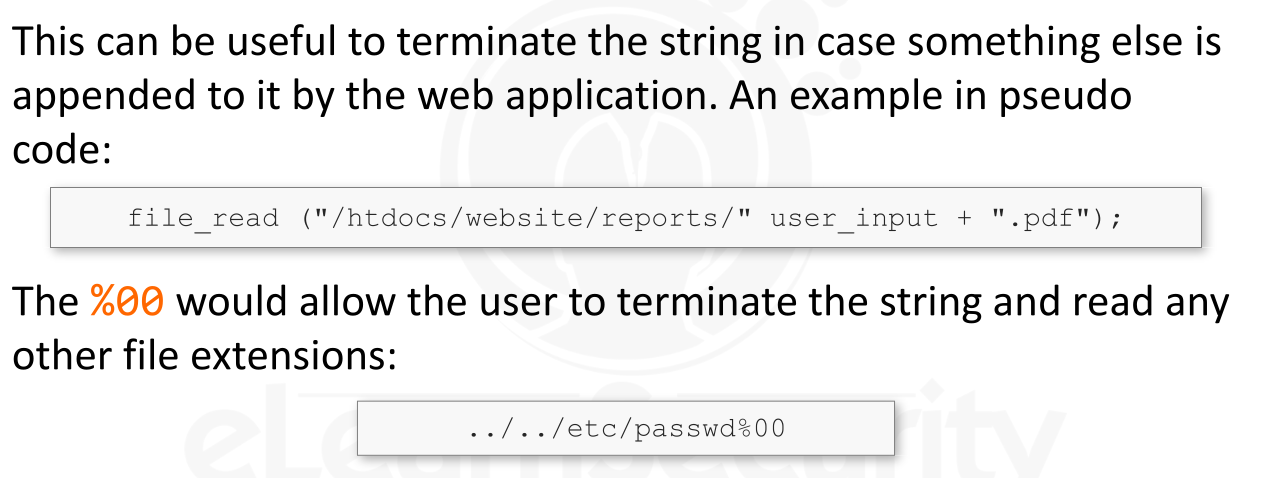 This can be useful to terminate the string in case something else is
appended to it by the web application. An example in pseudo
code:
file_read ("/htdocs/website/reports/" user_input + ".pdf");
The %00 would allow the user to terminate the string and read any
other file extensions:
../../etc/passwd%00
eLearnSecurity